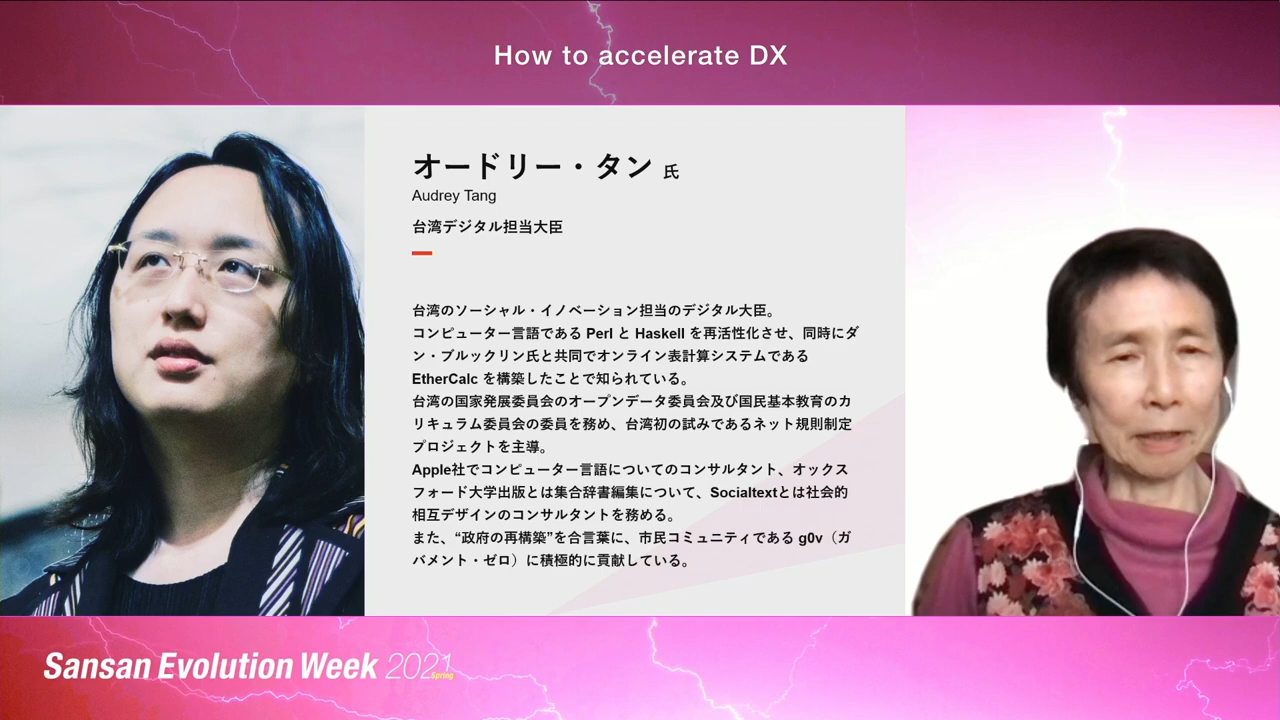 How to accelerate DX
オードリー・タン 氏
Audrey Tang
台湾デジタル担当大臣
台湾のソーシャル・イノベーション担当のデジタル大臣。
コンピューター言語である Perl と Haskell を再活性化させ、同時にダ
ン・ブルックリン氏と共同でオンライン表計算システムである
EtherCalc を構築したことで知られている。
台湾の国家発展委員会のオープンデータ委員会及び国民基本教育のカ
リキュラム委員会の委員を務め、台湾初の試みであるネット規則制定
プロジェクトを主導。
Apple社でコンピューター言語についてのコンサルタント、オックス
フォード大学出版とは集合辞書編集について、Socialtextとは社会的
相互デザインのコンサルタントを務める。
また、“政府の再構築”を合言葉に、市民コミュニティである g0v（ガ
バメント・ゼロ）に積極的に貢献している。
Sansan Evolution Week 2021
Spring